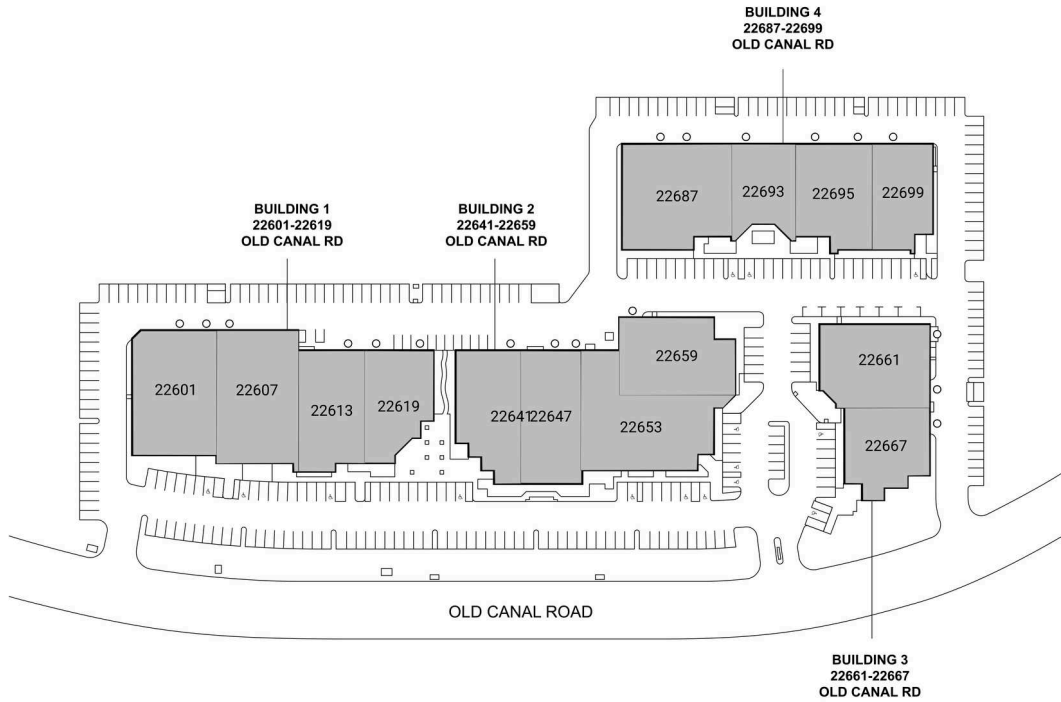 BUILDING 4
22687-22699
OLD CANAL RD
22687
22693
22695
22699
BUILDING 1
22601-22619
OLD CANAL RD
BUILDING 2
22641-22659
OLD CANAL RD
22601
22607
22613
22619
22641
22647
22653
22659
22661
22667
OLD CANAL ROAD
BUILDING 3
22661-22667
OLD CANAL RD